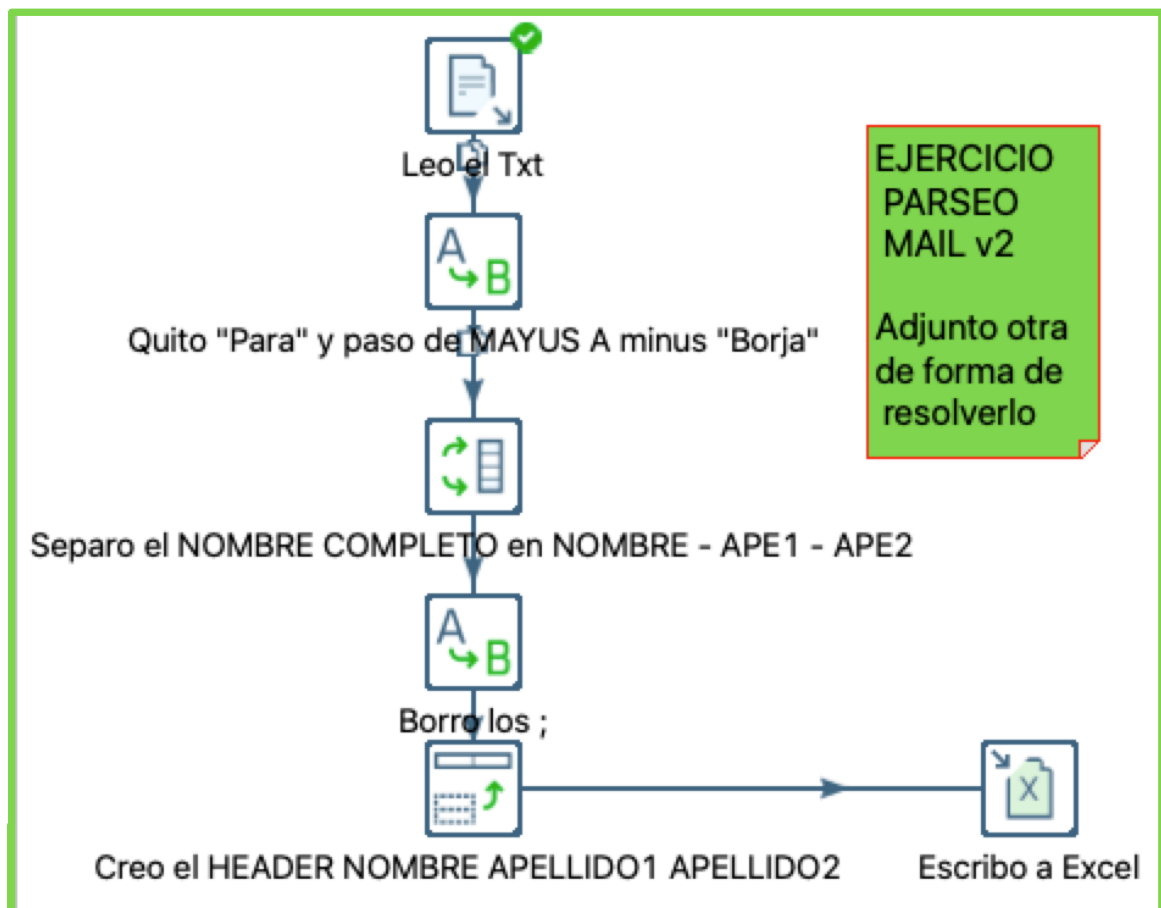 Leo el Txt
EJERCICIO
PARSEO
MAIL v2
Adjunto otra
de forma de
resolverlo
A
B
Quito "Para" y paso de MAYUS A minus "Borja"
Separo el NOMBRE COMPLETO en NOMBRE - APE1 - APE2
A
B
Borro los ;
X
Creo el HEADER NOMBRE APELLIDO1 APELLIDO2
Escribo a Excel